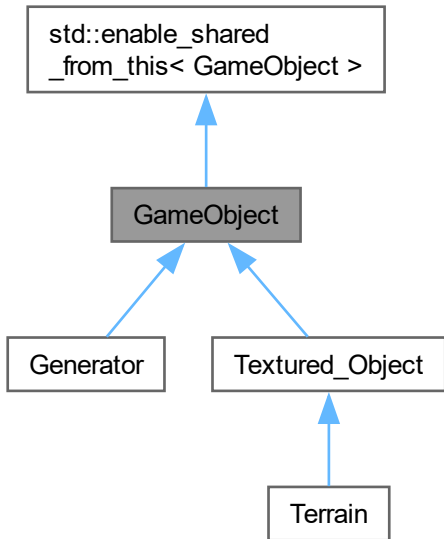 std::enable_shared
_from_this< GameObject >
GameObject
Generator
Textured_Object
Terrain